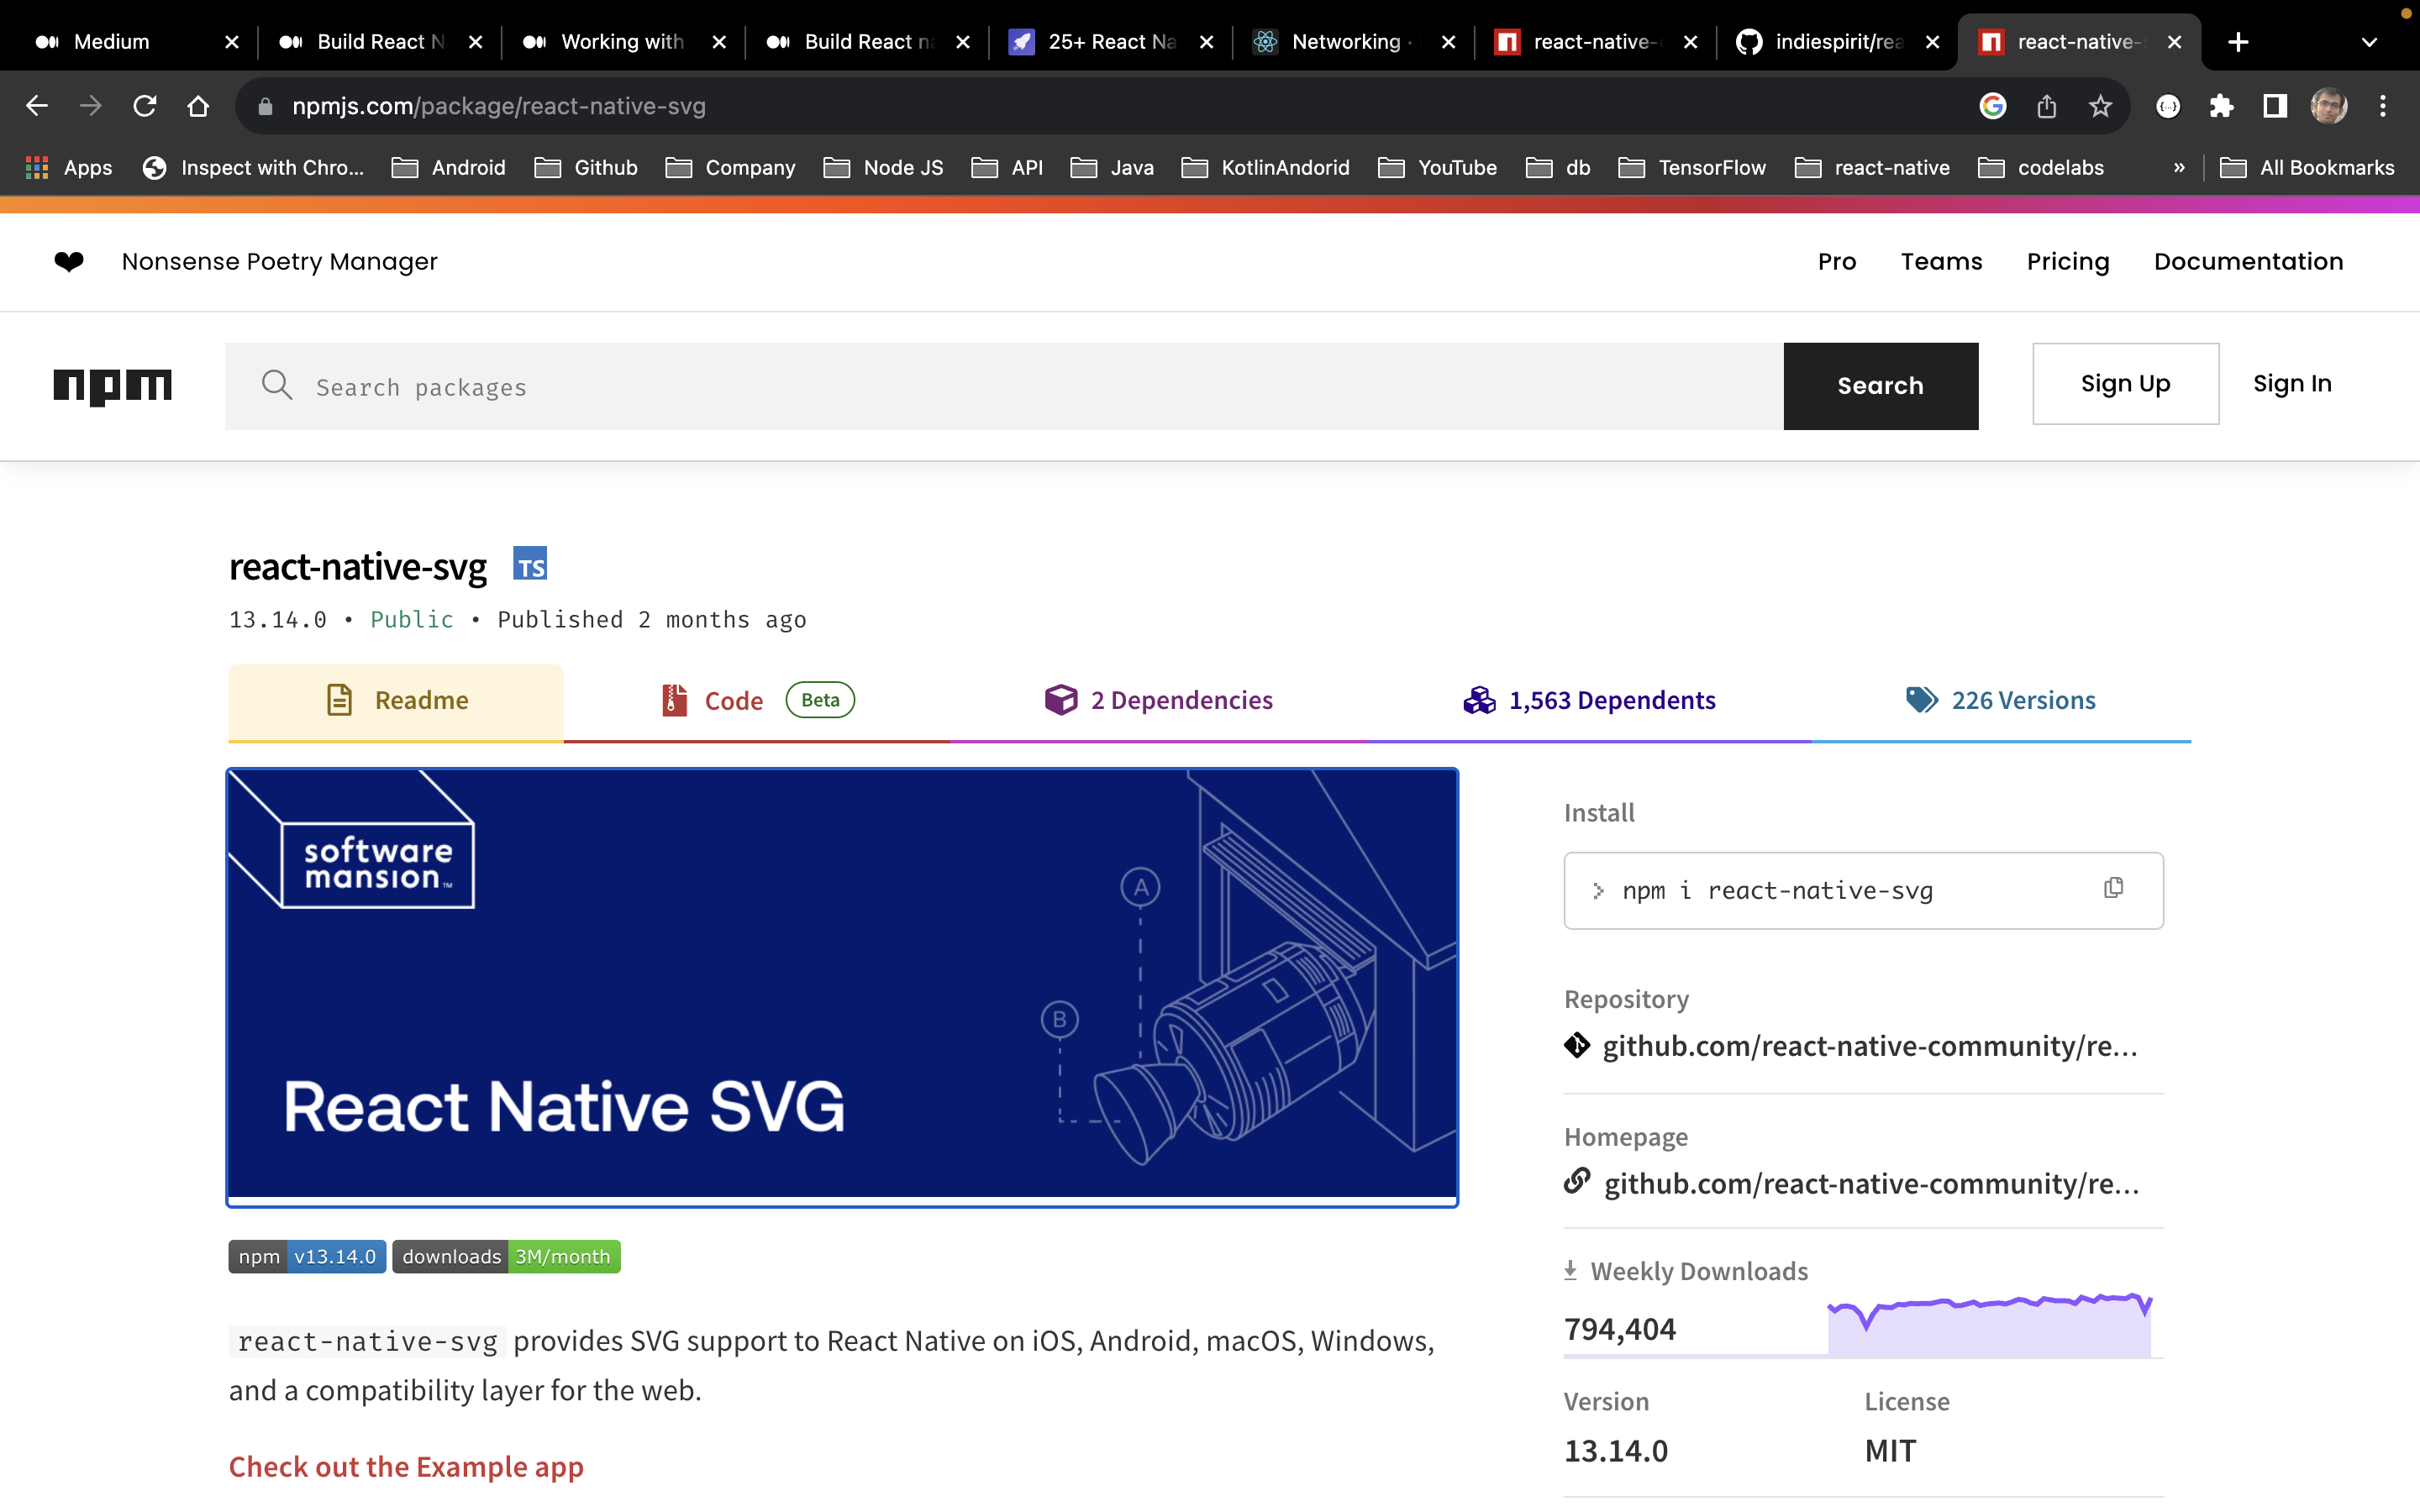 Medium
Build React N
Working with
Build React na
25+ React Na
Networking ·
react-native-
indiespirit/rea
react-native-s
npmjs.com/package/react-native-svg
Apps
Inspect with Chro...
Android
Github
Company
Node JS
API
Java
KotlinAndorid
YouTube
db
TensorFlow
react-native
codelabs
»
All Bookmarks
Nonsense Poetry Manager
Pro
Teams
Pricing
Documentation
npm
Search packages
Search
Sign Up
Sign In
react-native-svg TS
13.14.0 • Public • Published 2 months ago
Readme
Code Beta
2 Dependencies
1,563 Dependents
226 Versions
software
mansion™
A
B
React Native SVG
npm v13.14.0 downloads 3M/month
react-native-svg provides SVG support to React Native on iOS, Android, macOS, Windows,
and a compatibility layer for the web.
Check out the Example app
Install
> npm i react-native-svg
Repository
github.com/react-native-community/re...
Homepage
github.com/react-native-community/re...
Weekly Downloads
794,404
Version
13.14.0
License
MIT